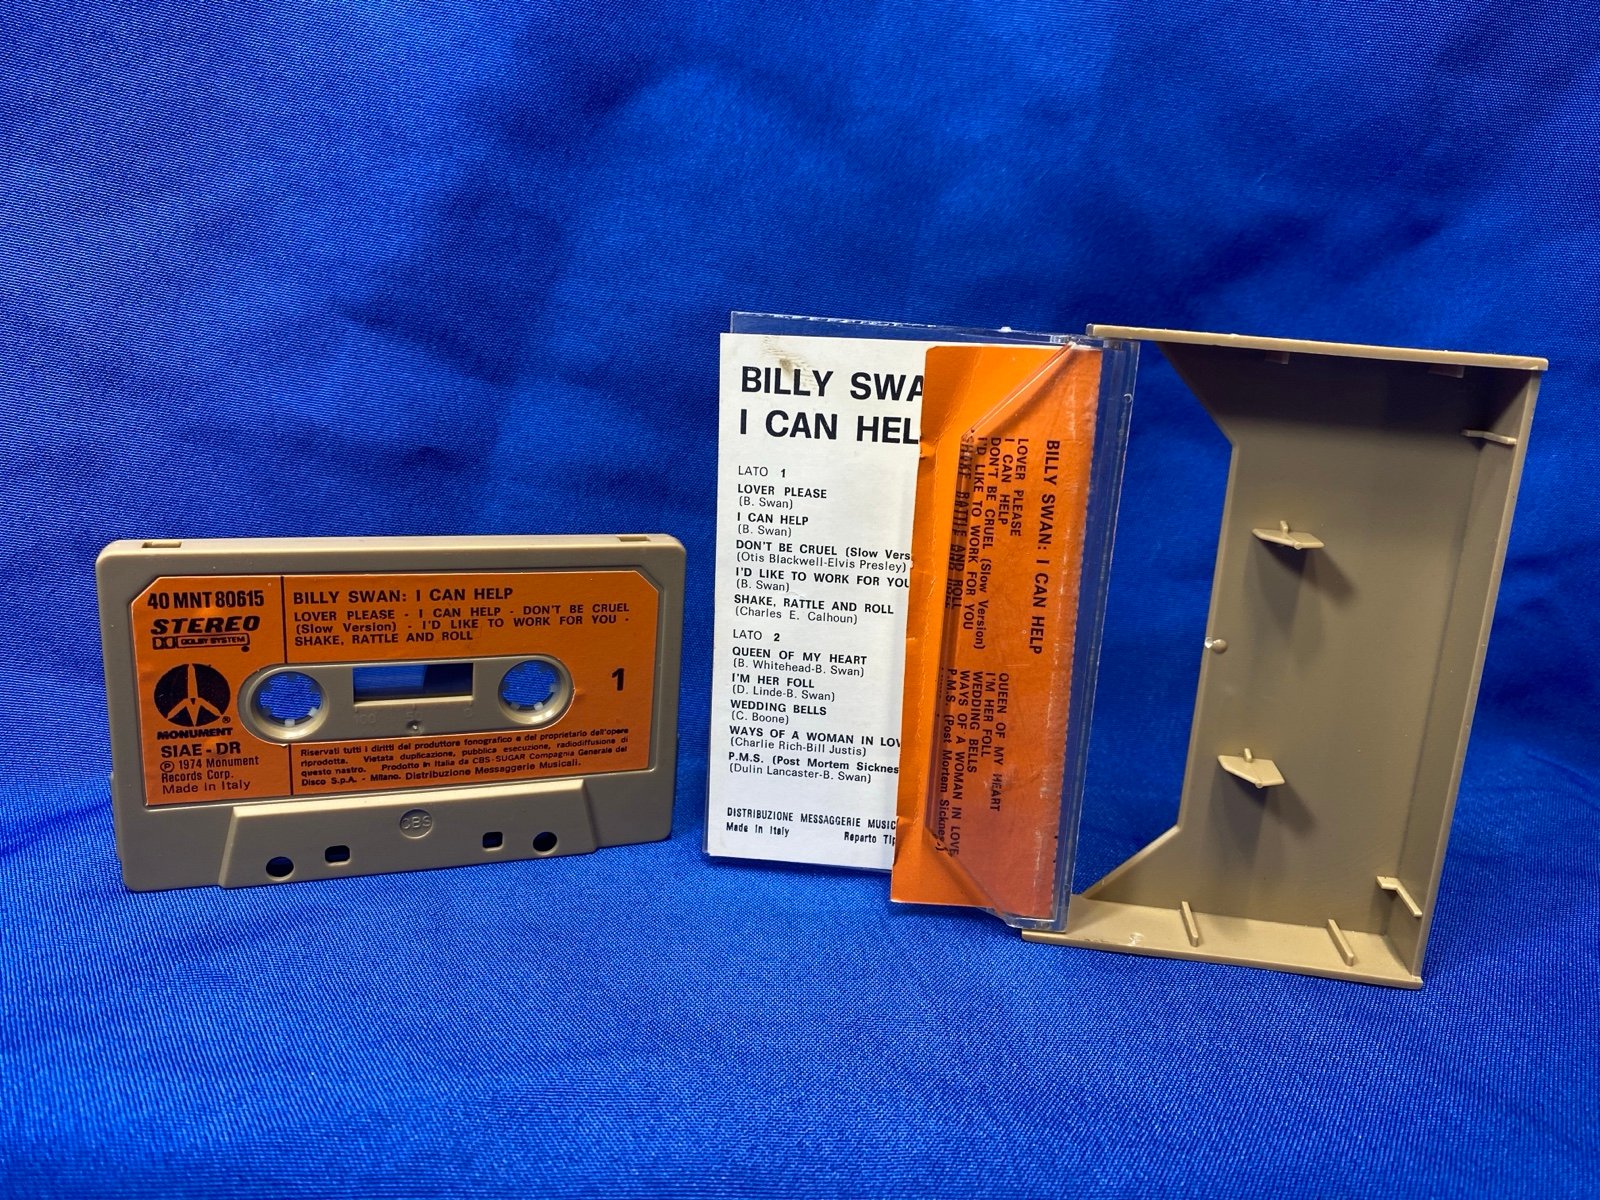 40 MNT 80615
STEREO
DOLBY SYSTEM
MONUMENT
®
SIAE - DR
Ⓟ 1974 Monument
Records Corp.
Made in Italy
BILLY SWAN: I CAN HELP
LOVER PLEASE - I CAN HELP - DON'T BE CRUEL
(Slow Version) - I'D LIKE TO WORK FOR YOU -
SHAKE, RATTLE AND ROLL
1
100
Riservati tutti i diritti del produttore fonografico e del proprietario dell'opera
riprodotta. Vietata duplicazione, pubblica esecuzione, radiodiffusione di
questo nastro. Prodotto in Italia da CBS-SUGAR Compagnia Generale del
Disco S.p.A. - Milano. Distribuzione Messaggerie Musicali.
CBS
BILLY SWA
I CAN HEL
LATO 1
LOVER PLEASE
(B. Swan)
I CAN HELP
(B. Swan)
DON'T BE CRUEL (Slow Vers
(Otis Blackwell-Elvis Presley)
I'D LIKE TO WORK FOR YOU
(B. Swan)
SHAKE, RATTLE AND ROLL
(Charles E. Calhoun)
LATO 2
QUEEN OF MY HEART
(B. Whitehead-B. Swan)
I'M HER FOLL
(D. Linde-B. Swan)
WEDDING BELLS
(C. Boone)
WAYS OF A WOMAN IN LOV
(Charlie Rich-Bill Justis)
P.M.S. (Post Mortem Sicknes
(Dulin Lancaster-B. Swan)
DISTRIBUZIONE MESSAGGERIE MUSIC
Made in Italy Reparto Tip
BILLY SWAN: I CAN HELP
LOVER PLEASE
I CAN HELP
DON'T BE CRUEL (Slow Version)
I'D LIKE TO WORK FOR YOU
SHAKE RATTLE AND ROLL
QUEEN OF MY HEART
I'M HER FOLL
WEDDING BELLS
WAYS OF A WOMAN IN LOVE
P.M.S. (Post Mortem Sicknes.)